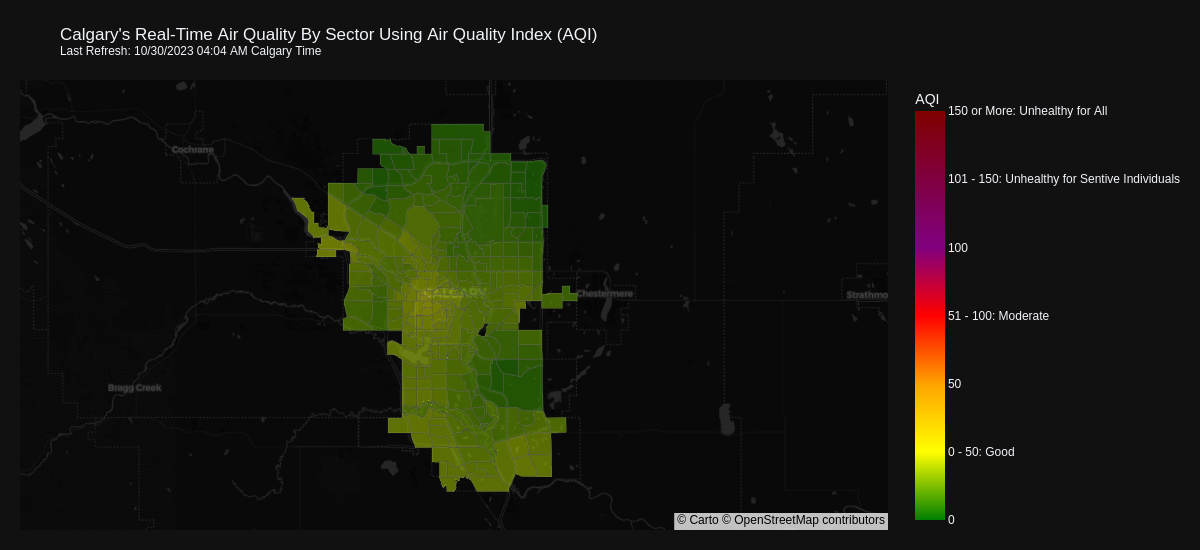 Calgary's Real-Time Air Quality By Sector Using Air Quality Index (AQI)
Last Refresh: 10/30/2023 04:04 AM Calgary Time
AQI
150 or More: Unhealthy for All
Cochrane
101 - 150: Unhealthy for Sentive Individuals
100
CALGARY
Chestermere
Strathmo
51 - 100: Moderate
Bragg Creek
50
0 - 50: Good
© Carto © OpenStreetMap contributors
0